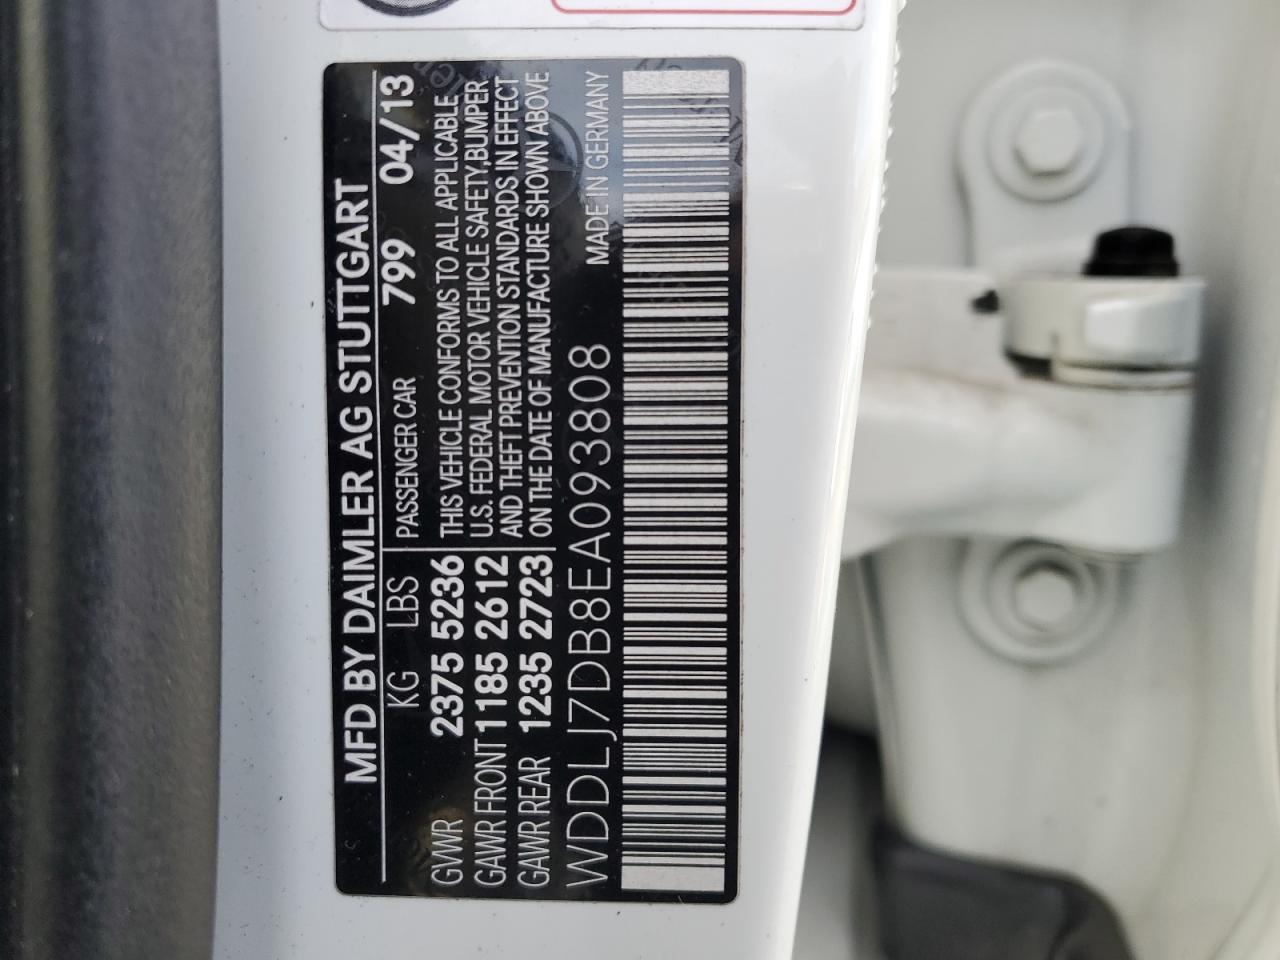 MFD BY DAIMLER AG STUTTGART
KG LBS PASSENGER CAR 799 04/13
GVWR 2375 5236
GAWR FRONT 1185 2612
GAWR REAR 1235 2723
THIS VEHICLE CONFORMS TO ALL APPLICABLE
U.S. FEDERAL MOTOR VEHICLE SAFETY,BUMPER
AND THEFT PREVENTION STANDARDS IN EFFECT
ON THE DATE OF MANUFACTURE SHOWN ABOVE
WDDLJ7DB8EA093808 MADE IN GERMANY